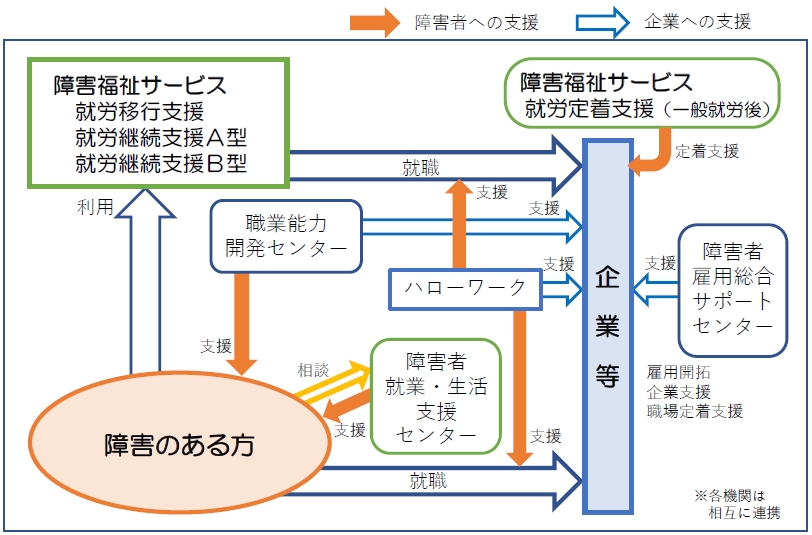 障害者への支援
企業への支援
障害福祉サービス
就労移行支援
就労継続支援Ａ型
就労継続支援Ｂ型
障害福祉サービス
就労定着支援（一般就労後）
就職
定着支援
利用
支援
支援
職業能力
開発センター
支援
支援
ハローワーク
企業等
障害者
雇用総合
サポート
センター
支援
相談
障害者
就業・生活
支援
センター
雇用開拓
企業支援
職場定着支援
支援
支援
障害のある方
就職
※各機関は
相互に連携